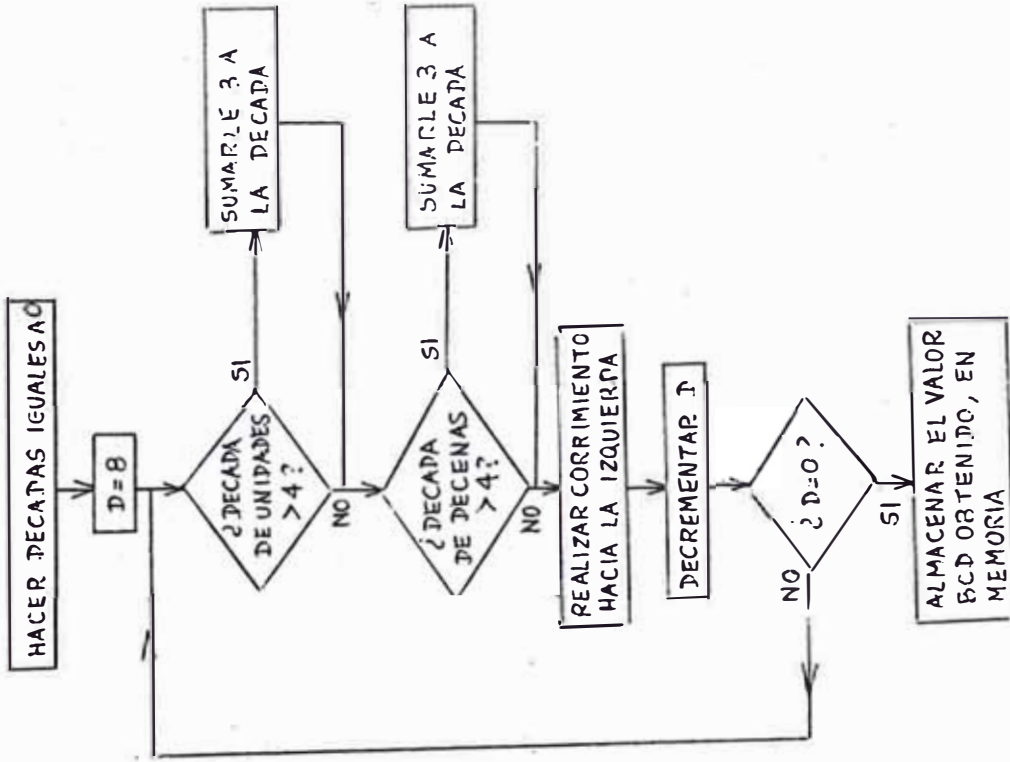 HACER DECADAS IGUALES A 0
D=8
¿DECADA
DE UNIDADES
>4?
SI
NO
SUMARLE 3 A
LA DECADA
¿DECADA
DE DECENAS
>4?
SI
NO
SUMARLE 3 A
LA DECADA
REALIZAR CORRIMIENTO
HACIA LA IZQUIERDA
DECREMENTAR D
¿D=0?
NO
SI
ALMACENAR EL VALOR
BCD OBTENIDO, EN
MEMORIA